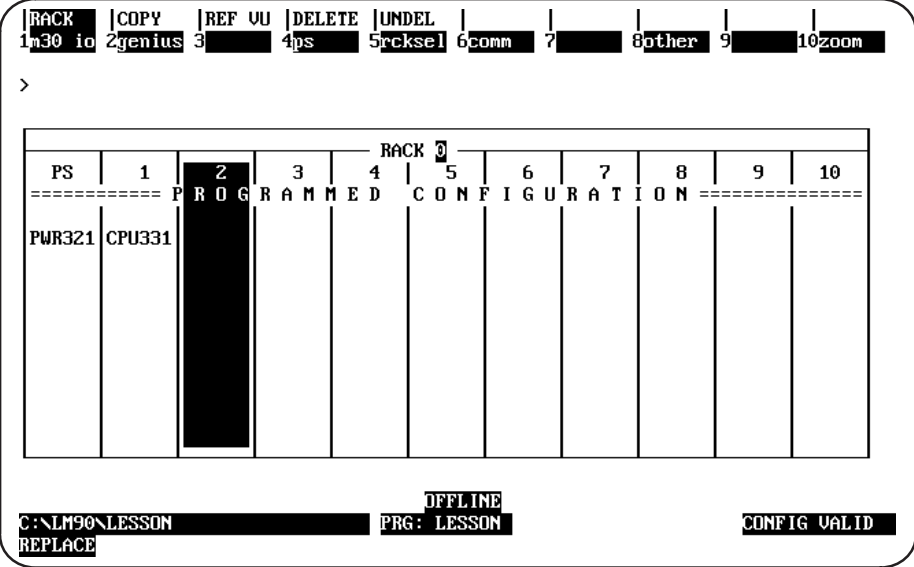 RACK |COPY |REF VU |DELETE |UNDEL | | | | |
1m30 io 2genius 3 4ps 5rcksel 6comm 7 8other 9 10zoom
>
RACK 0
PS 1 2 3 4 5 6 7 8 9 10
============= P R O G R A M M E D C O N F I G U R A T I O N =============
PWR321 CPU331
OFFLINE
C:\LM90\LESSON PRG: LESSON CONFIG VALID
REPLACE